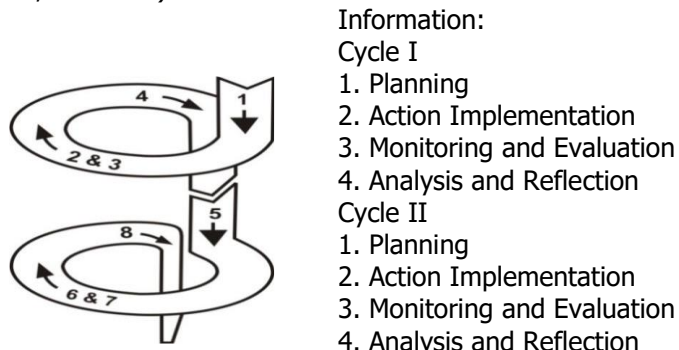 Information:
Cycle I
1. Planning
2. Action Implementation
3. Monitoring and Evaluation
4. Analysis and Reflection
Cycle II
1. Planning
2. Action Implementation
3. Monitoring and Evaluation
4. Analysis and Reflection
4
1
2 & 3
5
8
6 & 7